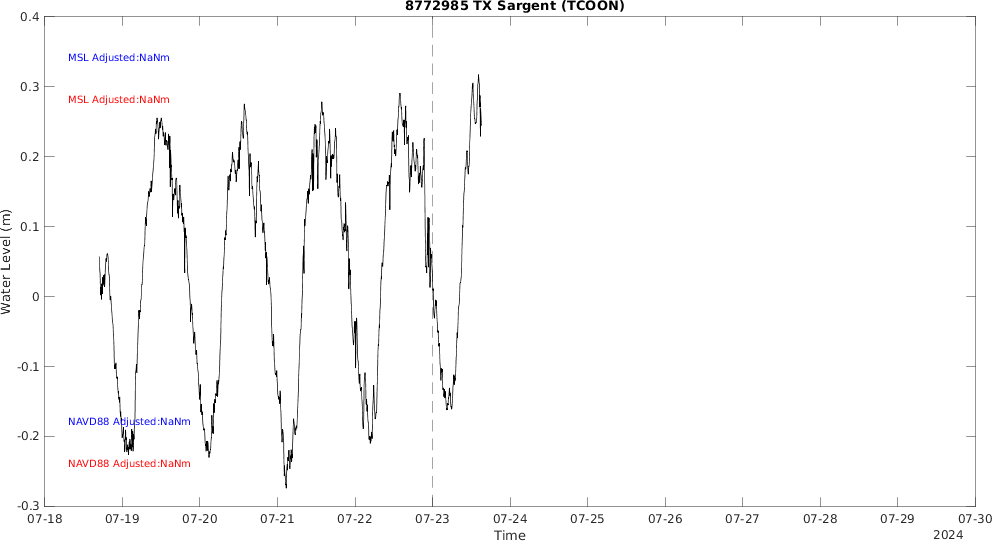 8772985 TX Sargent (TCOON)
0.4
MSL Adjusted:NaNm
0.3
MSL Adjusted:NaNm
0.2
0.1
Water Level (m)
0
-0.1
-0.2
NAVD88 Adjusted:NaNm
NAVD88 Adjusted:NaNm
-0.3
07-18 07-19 07-20 07-21 07-22 07-23 07-24 07-25 07-26 07-27 07-28 07-29 07-30
Time
2024